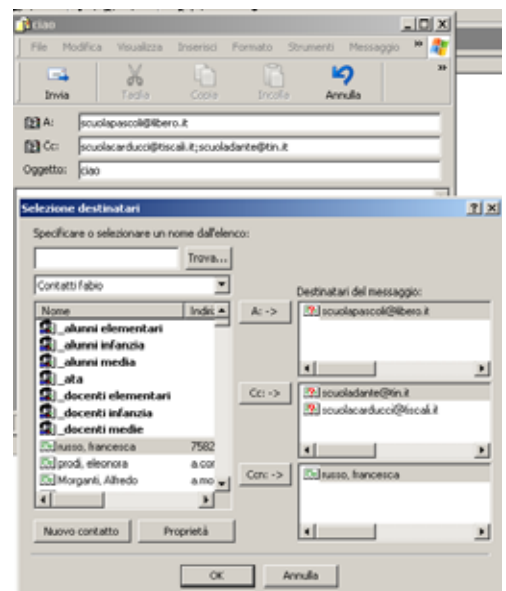 ciao
File Modifica Visualizza Inserisci Formato Strumenti Messaggio »
Invia Taglia Copia Incolla Annulla »
A: scuolapascoli@libero.it
Cc: scuolacarducci@tiscali.it;scuoladante@tin.it
Oggetto: ciao
Selezione destinatari
Specificare o selezionare un nome dall'elenco:
Trova...
Contatti fabio
Destinatari del messaggio:
Nome Indiri
_alunni elementari
_alunni infanzia
_alunni media
_ata
_docenti elementari
_docenti infanzia
_docenti medie
russo, francesca 7582
prodi, eleonora a.cor
Morganti, Alfredo a.mo
A: ->
scuolapascoli@libero.it
Cc: ->
scuoladante@tin.it
scuolacarducci@tiscali.it
Ccn: ->
russo, francesca
Nuovo contatto Proprietà
OK Annulla